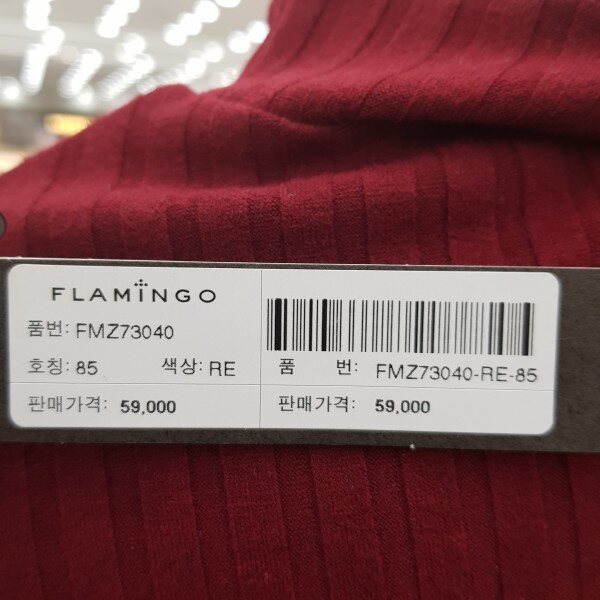 FLAMINGO
품번: FMZ73040
호칭: 85 색상: RE
판매가격: 59,000
품 번: FMZ73040-RE-85
판매가격: 59,000